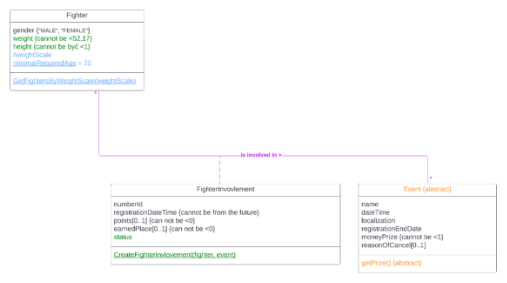 Fighter
gender {"MALE", "FEMALE"}
weight {cannot be <52,17}
height {cannot be być <1}
/weightScale
minimalRequiredAge = 20
GetFightersByWeightScale(weightScale)
*
is involved in >
*
FighterInvovlement
numberId
registrationDateTime {cannot be from the future}
points[0..1] {can not be <0}
earnedPlace[0..1] {can not be <0}
status
CreateFighterInvlovement(fighter, event)
Event {abstract}
name
dateTime
localization
registrationEndDate
moneyPrize {cannot be <1}
reasonOfCancel[0..1]
getPrize() {abstract}